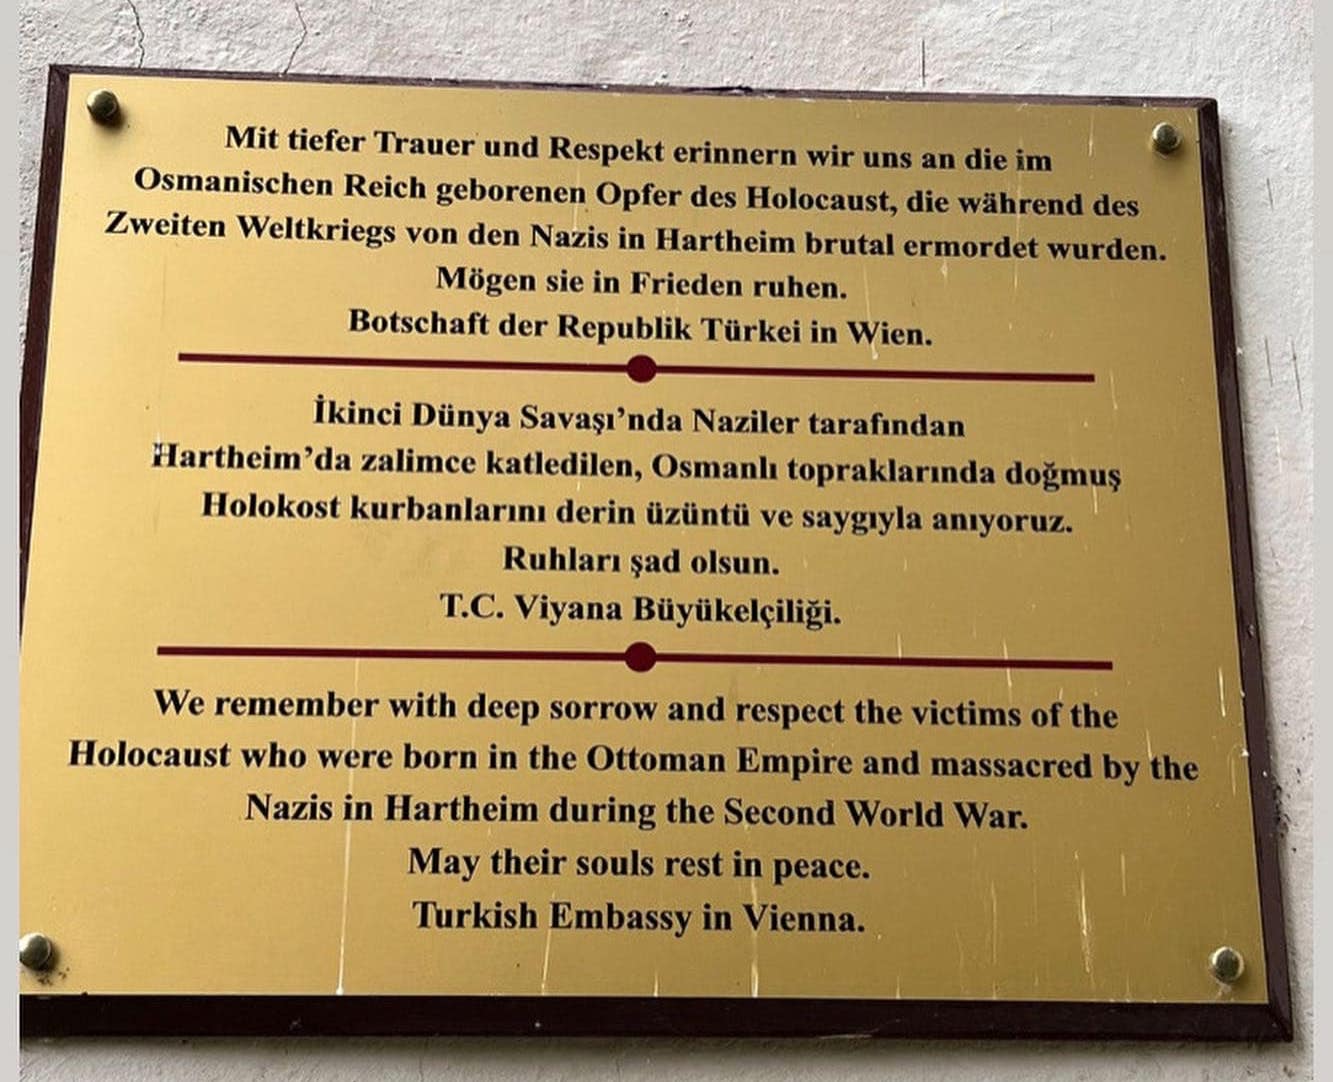 Mit tiefer Trauer und Respekt erinnern wir uns an die im
Osmanischen Reich geborenen Opfer des Holocaust, die während des
Zweiten Weltkriegs von den Nazis in Hartheim brutal ermordet wurden.
Mögen sie in Frieden ruhen.
Botschaft der Republik Türkei in Wien.
İkinci Dünya Savaşı’nda Naziler tarafından
Hartheim’da zalimce katledilen, Osmanlı topraklarında doğmuş
Holokost kurbanlarını derin üzüntü ve saygıyla anıyoruz.
Ruhları şad olsun.
T.C. Viyana Büyükelçiliği.
We remember with deep sorrow and respect the victims of the
Holocaust who were born in the Ottoman Empire and massacred by the
Nazis in Hartheim during the Second World War.
May their souls rest in peace.
Turkish Embassy in Vienna.